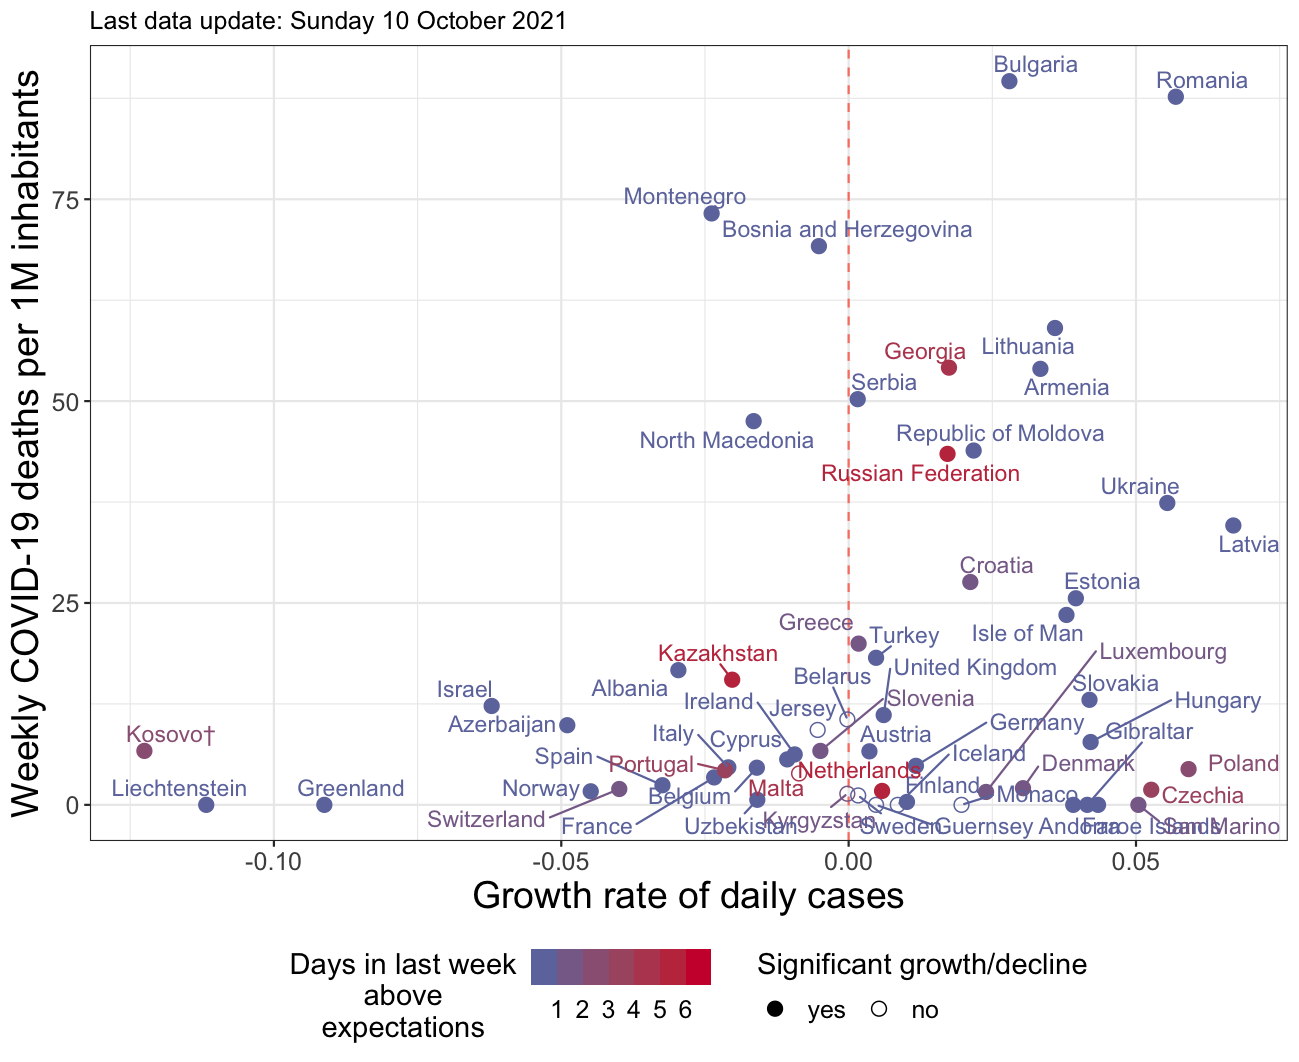 Last data update: Sunday 10 October 2021
Weekly COVID-19 deaths per 1M inhabitants
Bulgaria
Romania
75
Montenegro
Bosnia and Herzegovina
Lithuania
Georgia
Armenia
Serbia
50
North Macedonia
Republic of Moldova
Russian Federation
Ukraine
Latvia
Croatia
Estonia
25
Isle of Man
Greece
Turkey
Kazakhstan
Luxembourg
Belarus
United Kingdom
Albania
Israel
Slovakia
Ireland
Jersey
Slovenia
Hungary
Azerbaijan
Germany
Kosovo†
Italy
Cyprus
Austria
Gibraltar
Spain
Portugal
Iceland
Netherlands
Denmark
Poland
Liechtenstein
Greenland
Norway
Belgium
Malta
Finland
Monaco
Czechia
0
Switzerland
France
Uzbekistan
Kyrgyzstan
Sweden
Guernsey
Andorra
Faroe Islands
San Marino
-0.10
-0.05
0.00
0.05
Growth rate of daily cases
Days in last week
above
expectations
1 2 3 4 5 6
Significant growth/decline
yes
no